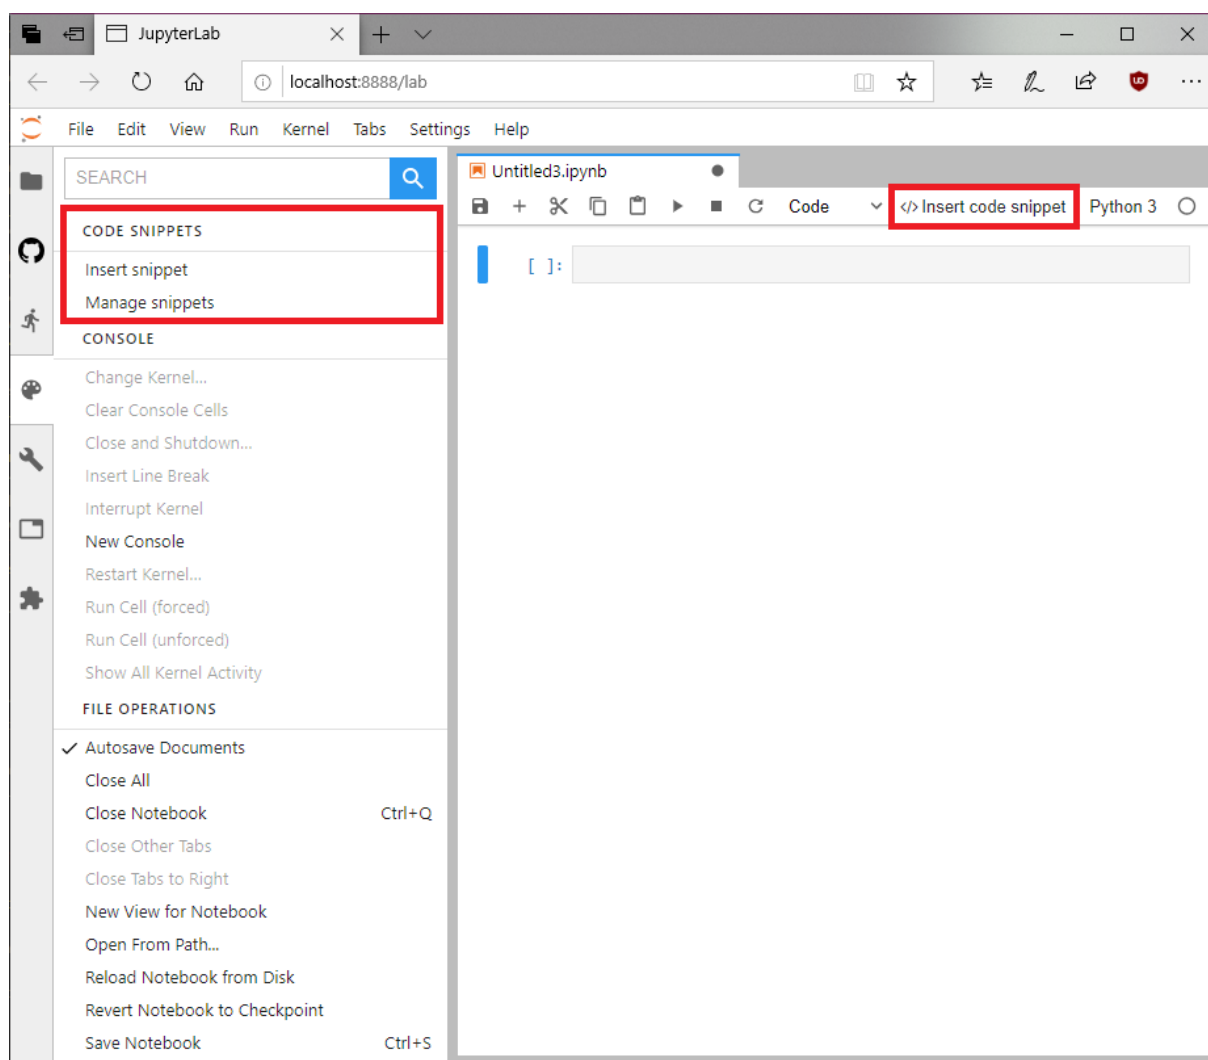 JupyterLab
localhost:8888/lab
File Edit View Run Kernel Tabs Settings Help
SEARCH
CODE SNIPPETS
Insert snippet
Manage snippets
CONSOLE
Change Kernel...
Clear Console Cells
Close and Shutdown...
Insert Line Break
Interrupt Kernel
New Console
Restart Kernel...
Run Cell (forced)
Run Cell (unforced)
Show All Kernel Activity
FILE OPERATIONS
Autosave Documents
Close All
Close Notebook Ctrl+Q
Close Other Tabs
Close Tabs to Right
New View for Notebook
Open From Path...
Reload Notebook from Disk
Revert Notebook to Checkpoint
Save Notebook Ctrl+S
Untitled3.ipynb
Code </> Insert code snippet Python 3
[ ]: